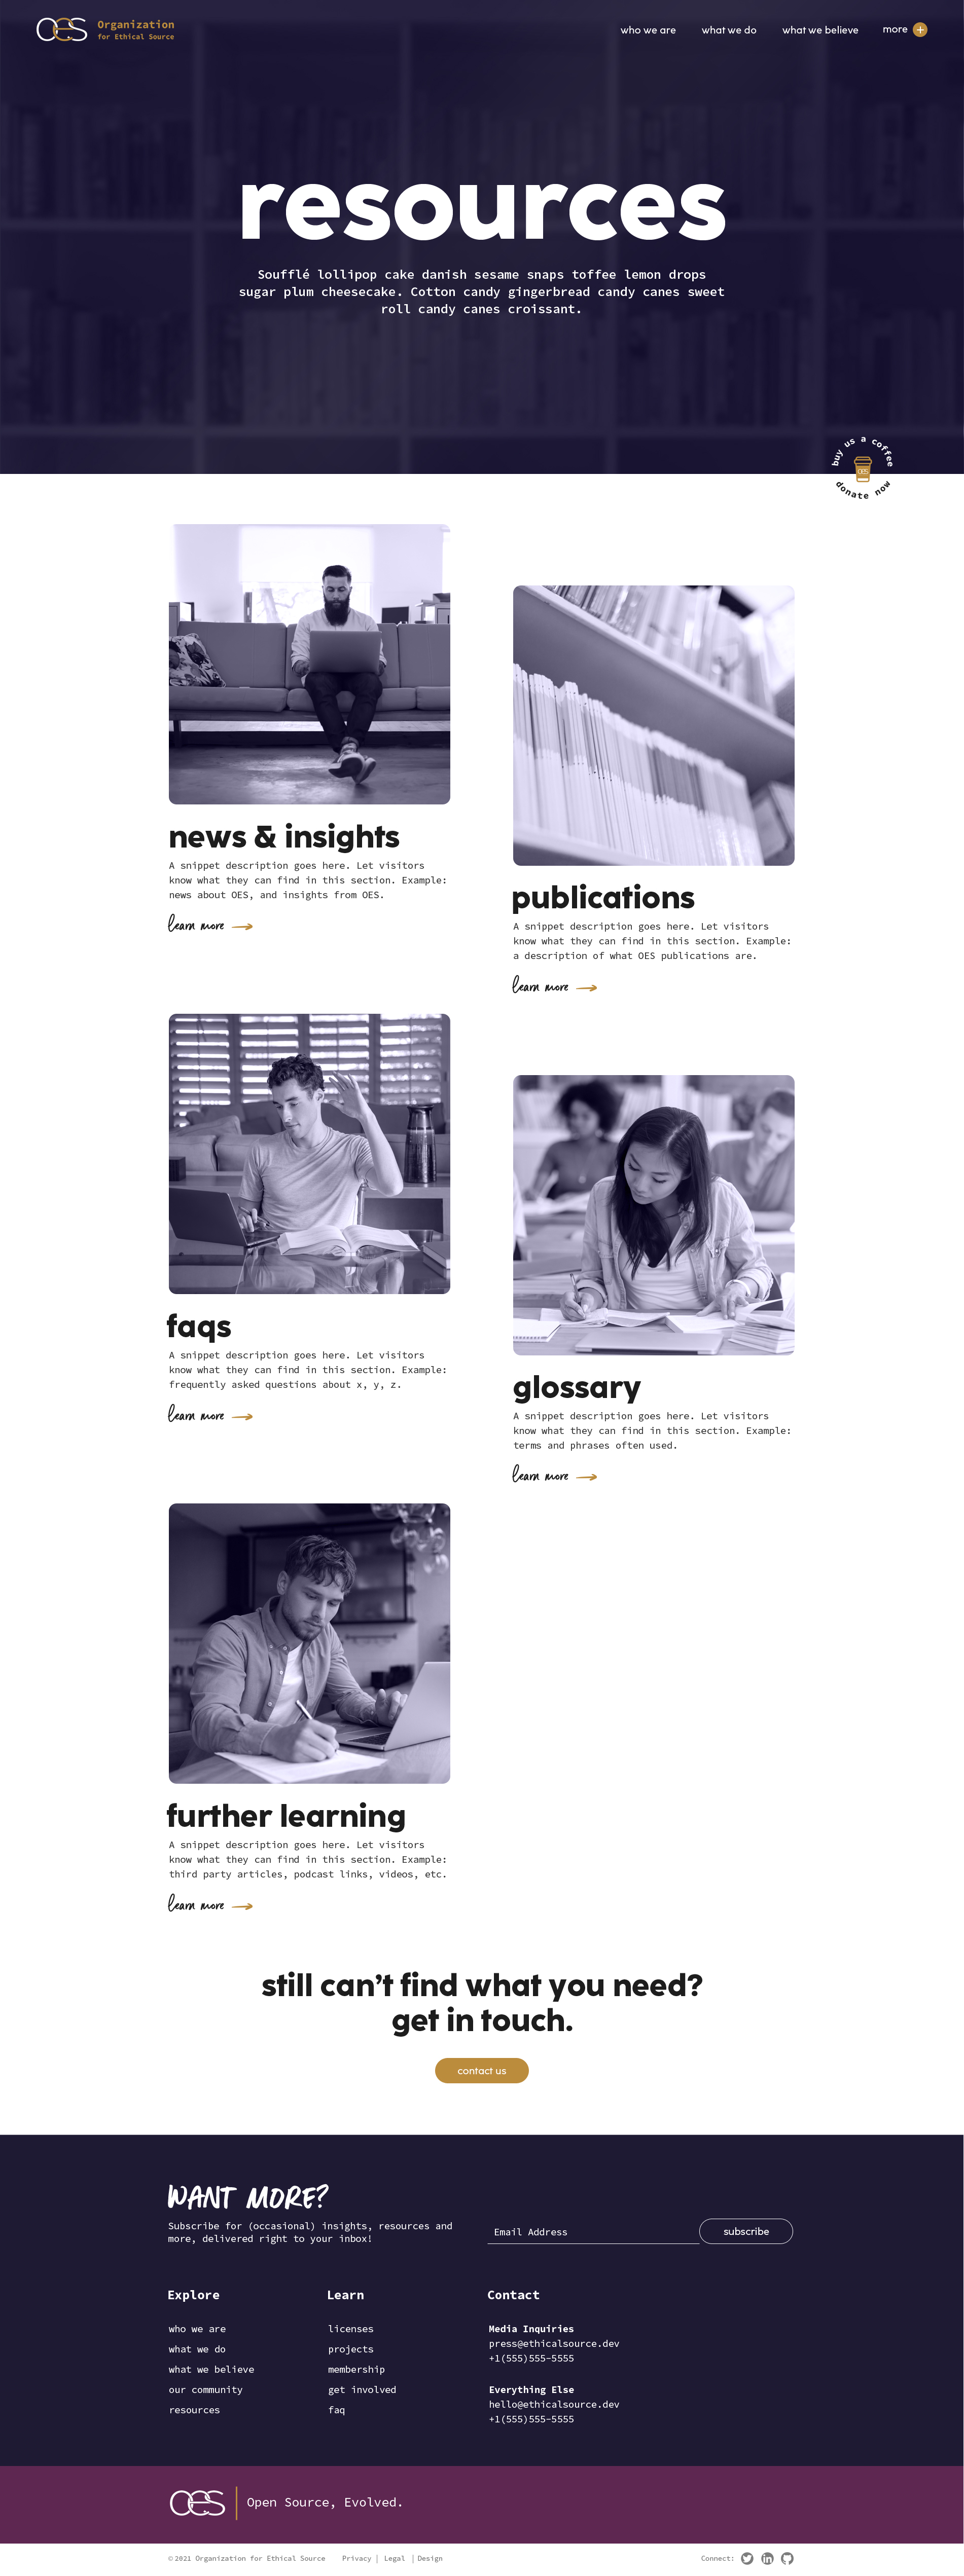 OES Organization
for Ethical Source
who we are
what we do
what we believe
more
resources
Soufflé lollipop cake danish sesame snaps toffee lemon drops
sugar plum cheesecake. Cotton candy gingerbread candy canes sweet
roll candy canes croissant.
buy us a coffee
OES
donate now
news & insights
A snippet description goes here. Let visitors
know what they can find in this section. Example:
news about OES, and insights from OES.
learn more
publications
A snippet description goes here. Let visitors
know what they can find in this section. Example:
a description of what OES publications are.
learn more
faqs
A snippet description goes here. Let visitors
know what they can find in this section. Example:
frequently asked questions about x, y, z.
learn more
glossary
A snippet description goes here. Let visitors
know what they can find in this section. Example:
terms and phrases often used.
learn more
further learning
A snippet description goes here. Let visitors
know what they can find in this section. Example:
third party articles, podcast links, videos, etc.
learn more
still can't find what you need?
get in touch.
contact us
WANT MORE?
Subscribe for (occasional) insights, resources and
more, delivered right to your inbox!
Email Address
subscribe
Explore
who we are
what we do
what we believe
our community
resources
Learn
licenses
projects
membership
get involved
faq
Contact
Media Inquiries
press@ethicalsource.dev
+1(555)555-5555
Everything Else
hello@ethicalsource.dev
+1(555)555-5555
OES | Open Source, Evolved.
© 2021 Organization for Ethical Source
Privacy | Legal | Design
Connect: in